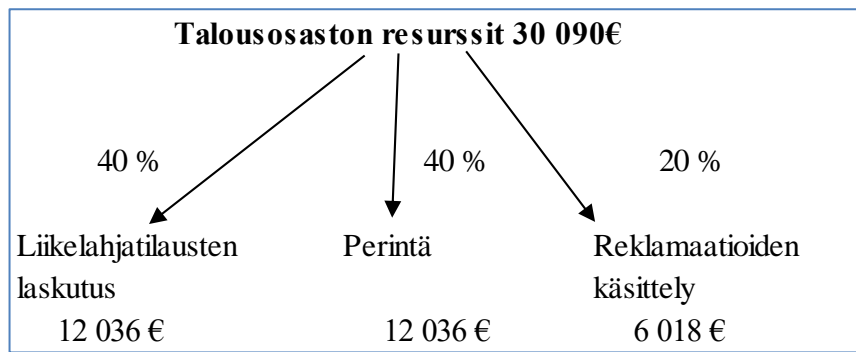 Talousosaston resurssit 30 090€
40 % 40 % 20 %
Liikelahjatilausten Perintä Reklamaatioiden
laskutus käsittely
12 036 € 12 036 € 6 018 €